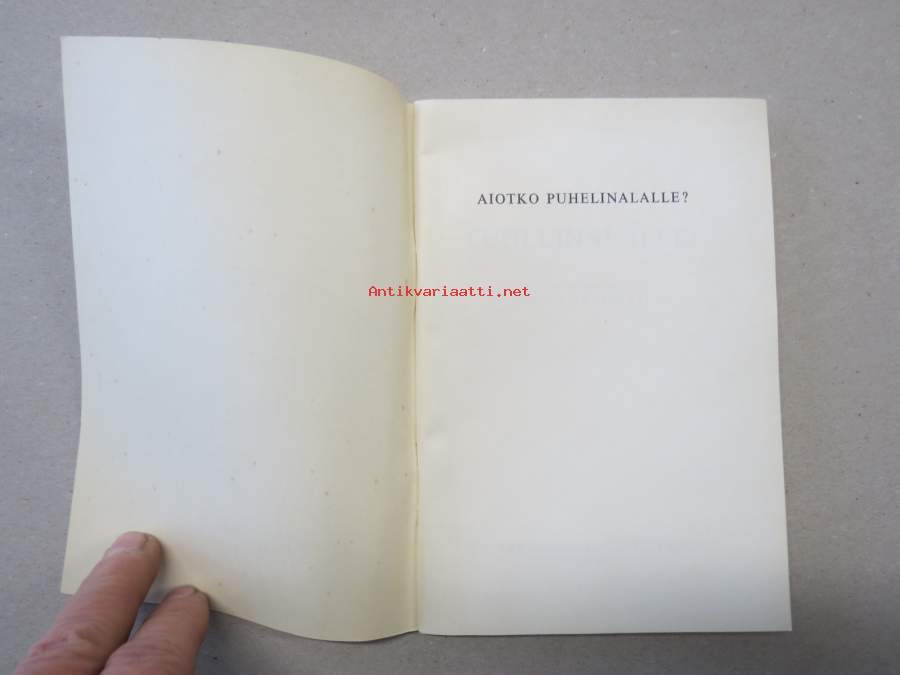 AIOTKO PUHELINALALLE?
Antikvariaatti.net